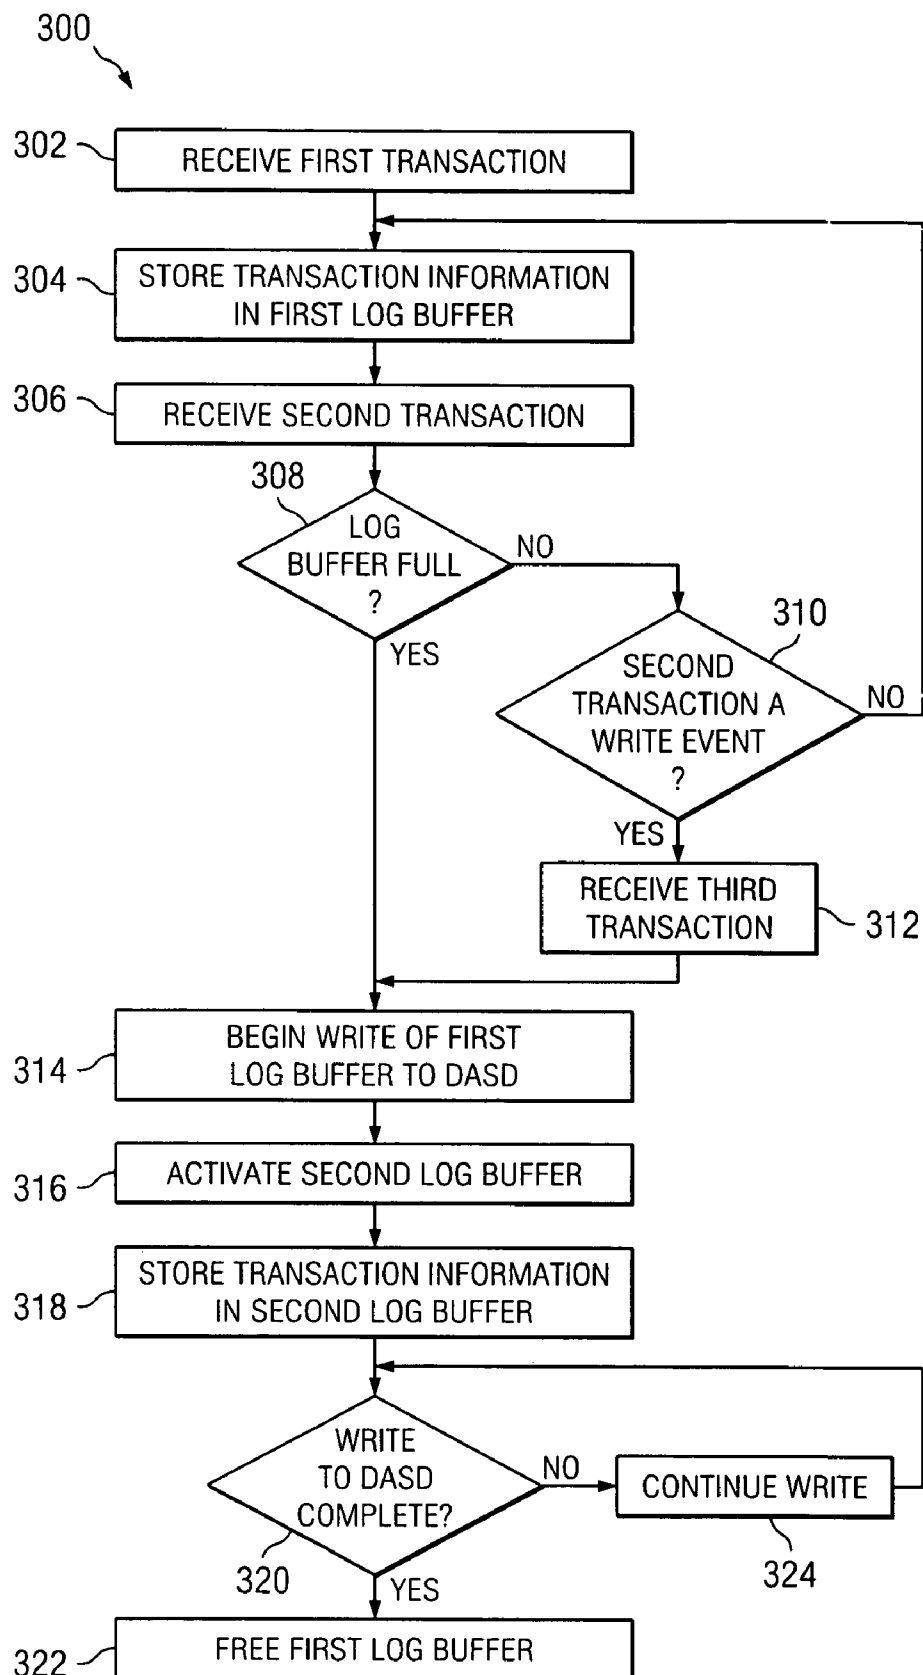 300
302
RECEIVE FIRST TRANSACTION
304
STORE TRANSACTION INFORMATION
IN FIRST LOG BUFFER
306
RECEIVE SECOND TRANSACTION
308
LOG
BUFFER FULL
?
NO
YES
310
SECOND
TRANSACTION A
WRITE EVENT
?
NO
YES
RECEIVE THIRD
TRANSACTION
312
314
BEGIN WRITE OF FIRST
LOG BUFFER TO DASD
316
ACTIVATE SECOND LOG BUFFER
318
STORE TRANSACTION INFORMATION
IN SECOND LOG BUFFER
WRITE
TO DASD
COMPLETE?
NO
CONTINUE WRITE
320
YES
324
322
FREE FIRST LOG BUFFER